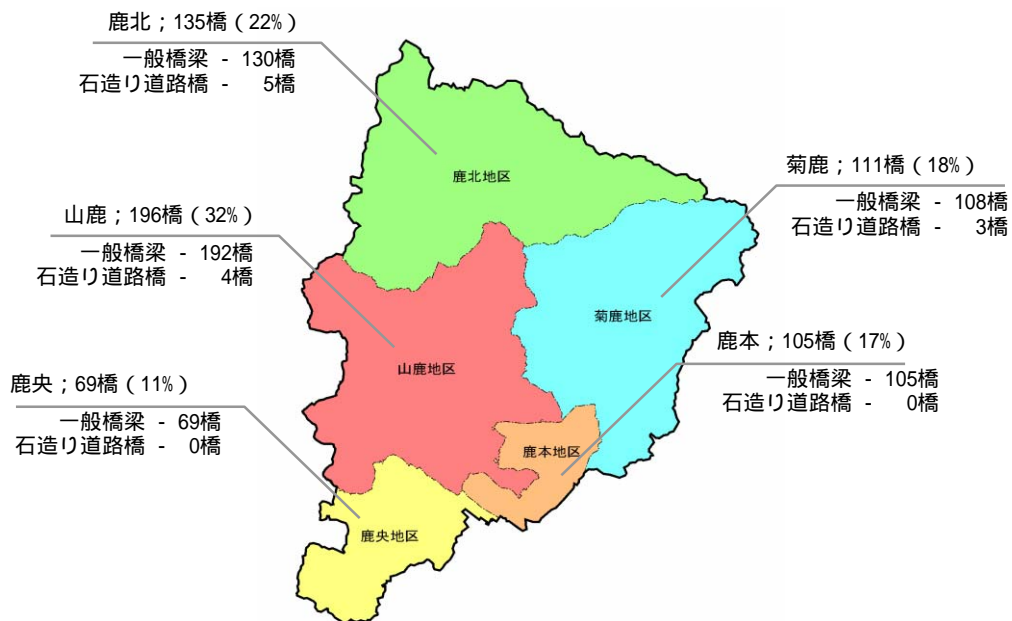 鹿北；135橋（22%）
一般橋梁 - 130橋
石造り道路橋 - 5橋
鹿北地区
菊鹿；111橋（18%）
一般橋梁 - 108橋
石造り道路橋 - 3橋
山鹿；196橋（32%）
一般橋梁 - 192橋
石造り道路橋 - 4橋
菊鹿地区
鹿本；105橋（17%）
一般橋梁 - 105橋
石造り道路橋 - 0橋
山鹿地区
鹿央；69橋（11%）
一般橋梁 - 69橋
石造り道路橋 - 0橋
鹿本地区
鹿央地区